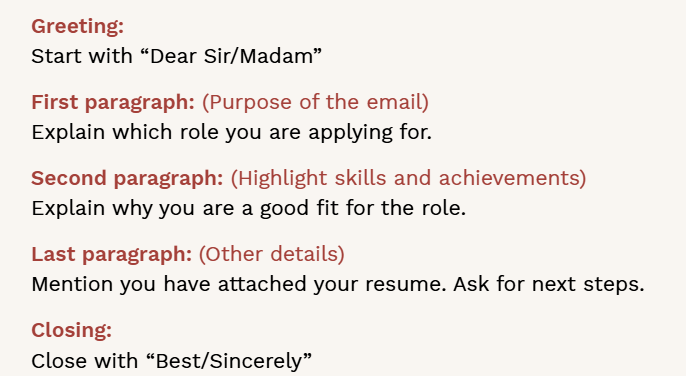 Greeting:
Start with “Dear Sir/Madam”
First paragraph: (Purpose of the email)
Explain which role you are applying for.
Second paragraph: (Highlight skills and achievements)
Explain why you are a good fit for the role.
Last paragraph: (Other details)
Mention you have attached your resume. Ask for next steps.
Closing:
Close with “Best/Sincerely”